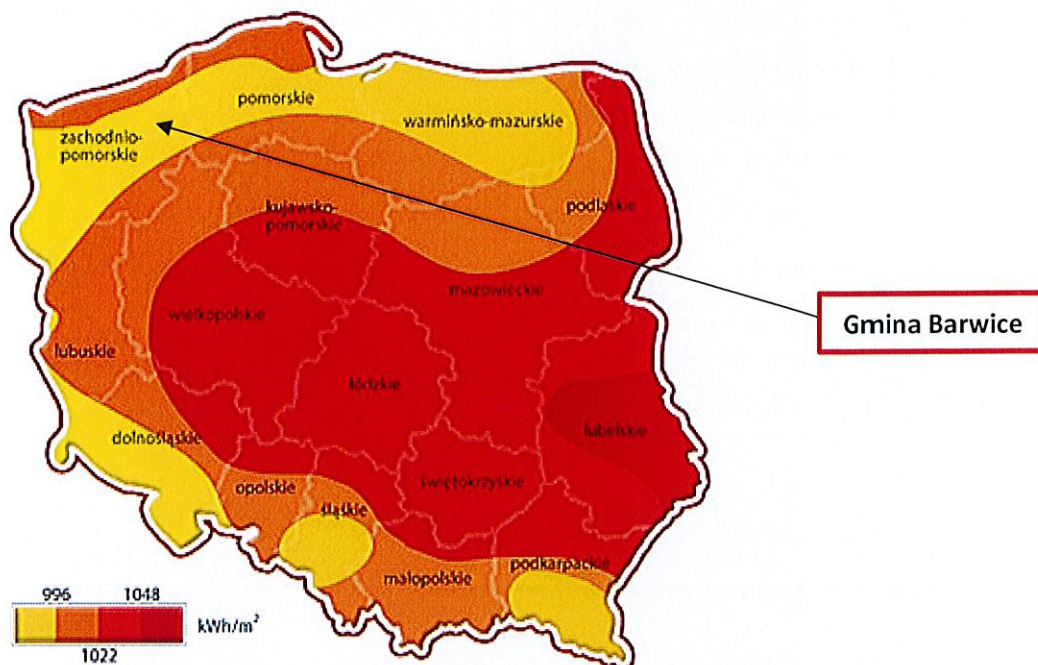 pomorskie
warmińsko-mazurskie
zachodnio-
pomorskie
podlaskie
kujawsko-
pomorskie
mazowieckie
Gmina Barwice
wielkopolskie
lubuskie
łódzkie
lubelskie
dolnośląskie
świętokrzyskie
opolskie
śląskie
podkarpackie
małopolskie
996 1048
kWh/m²
1022